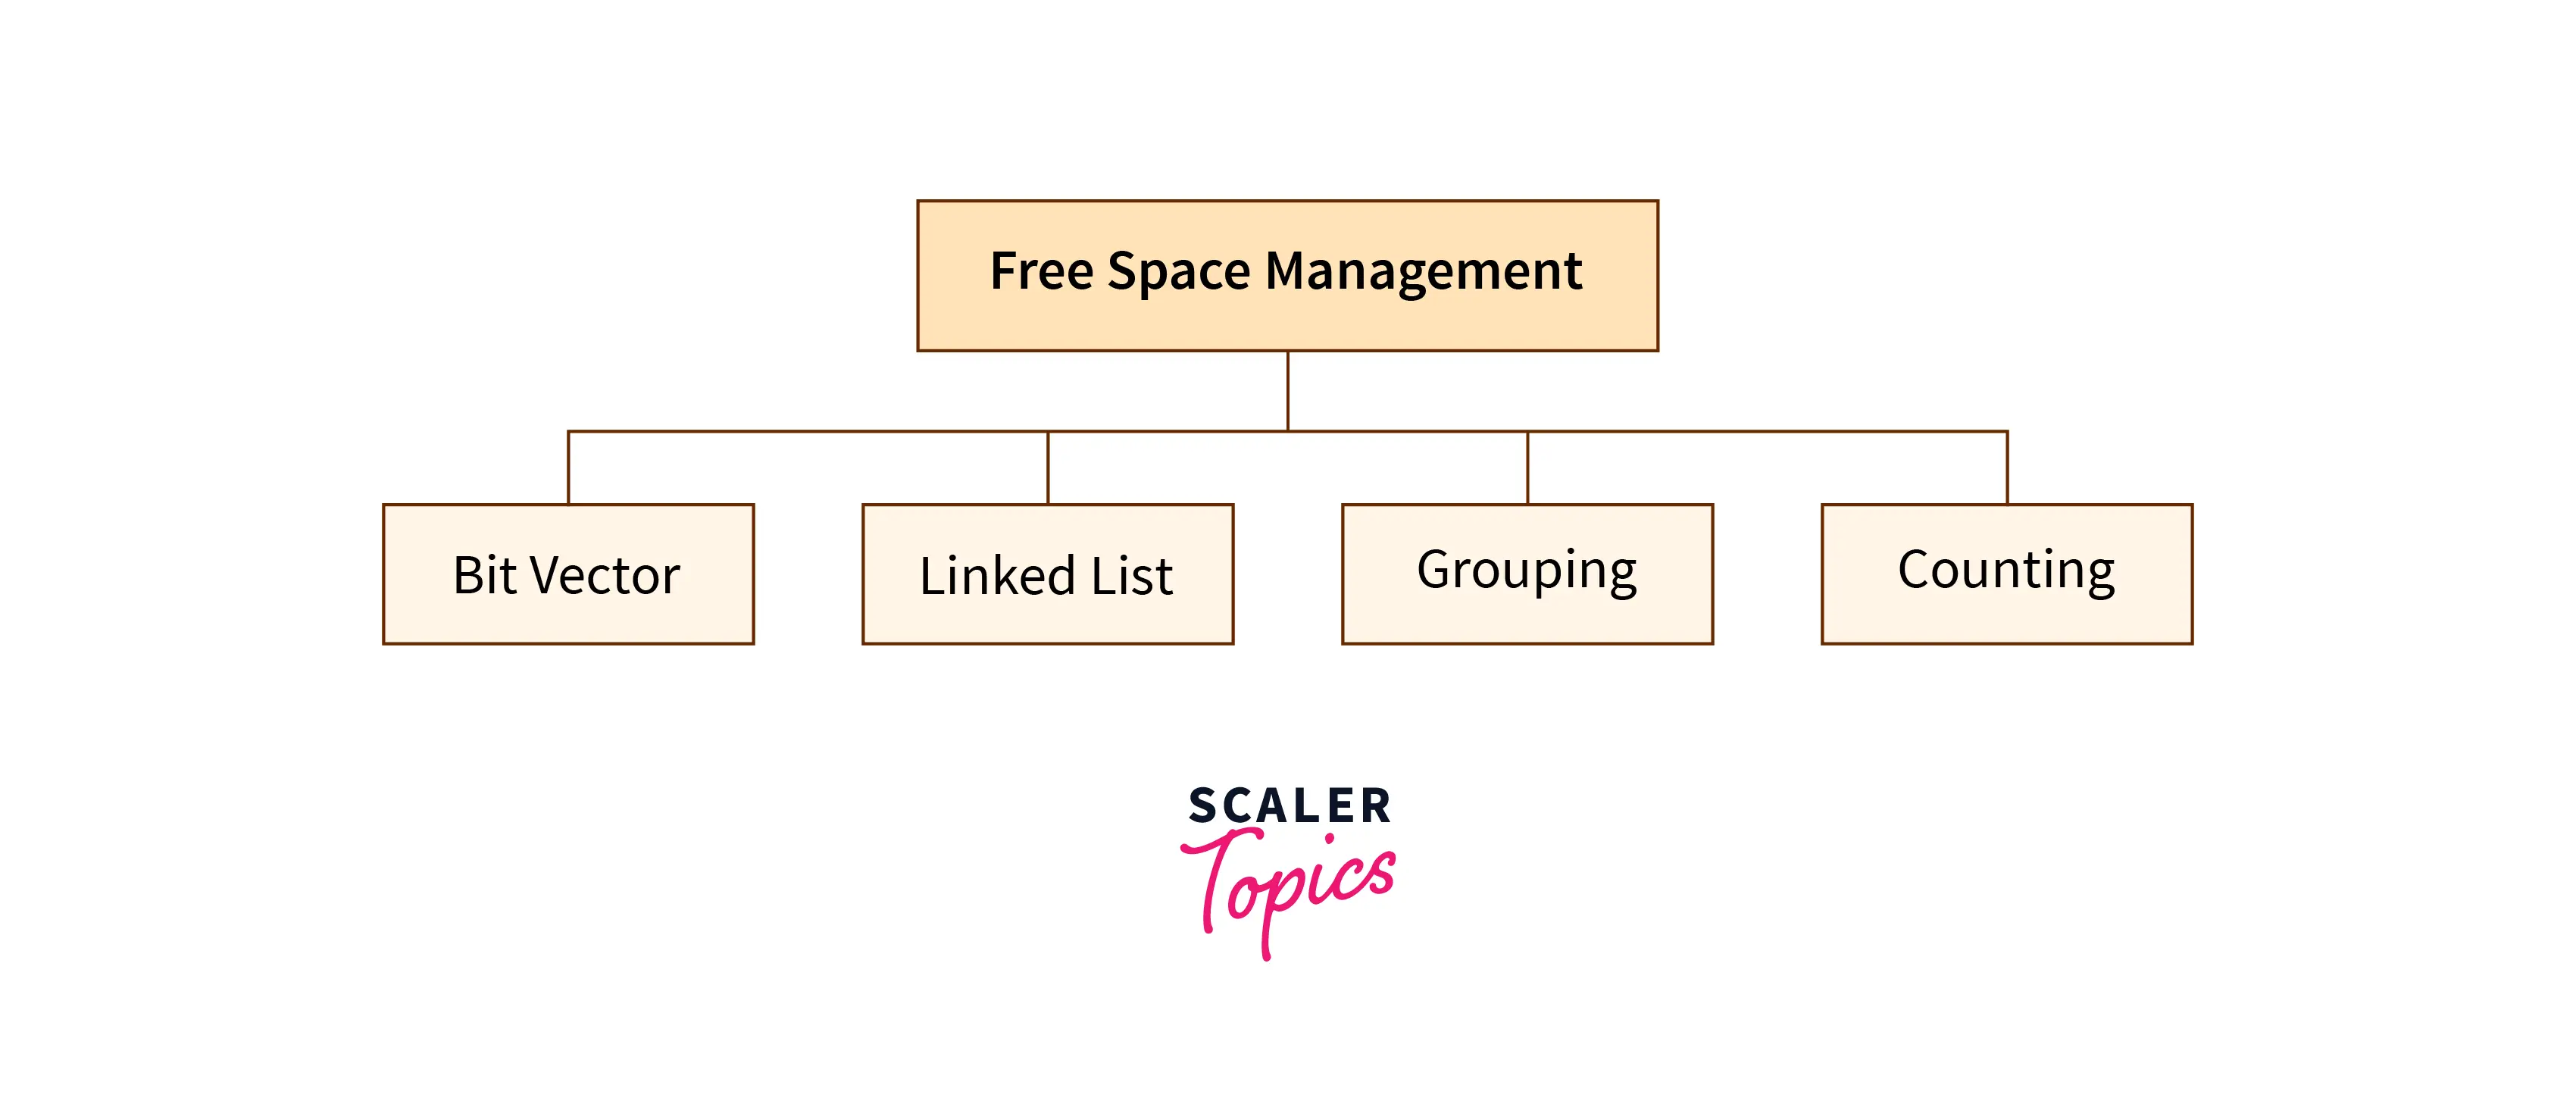 Free Space Management
Bit Vector
Linked List
Grouping
Counting
SCALER
Topics